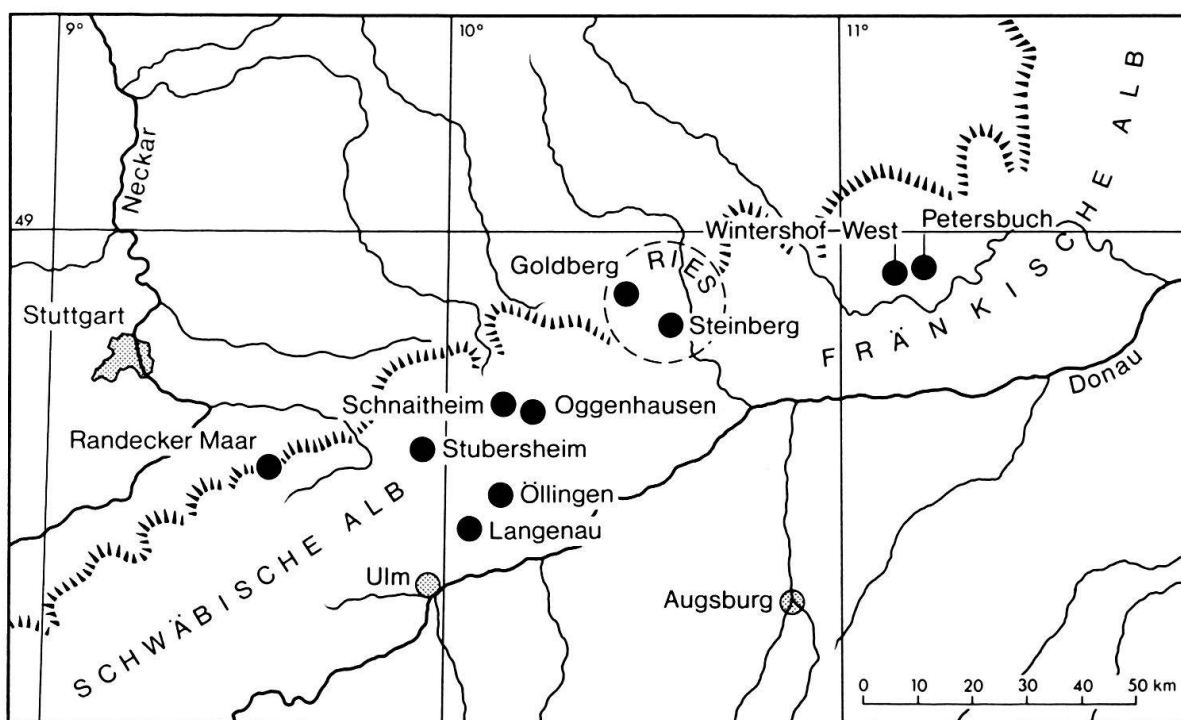 9°
10°
11°
Neckar
49
Stuttgart
Goldberg
RIES
Steinberg
Wintershof-West
Petersbuch
FRÄNKISCHE ALB
Donau
Schnaitheim
Oggenhausen
Randecker Maar
Stubersheim
Öllingen
Langenau
SCHWÄBISCHE ALB
Ulm
Augsburg
0 10 20 30 40 50 km